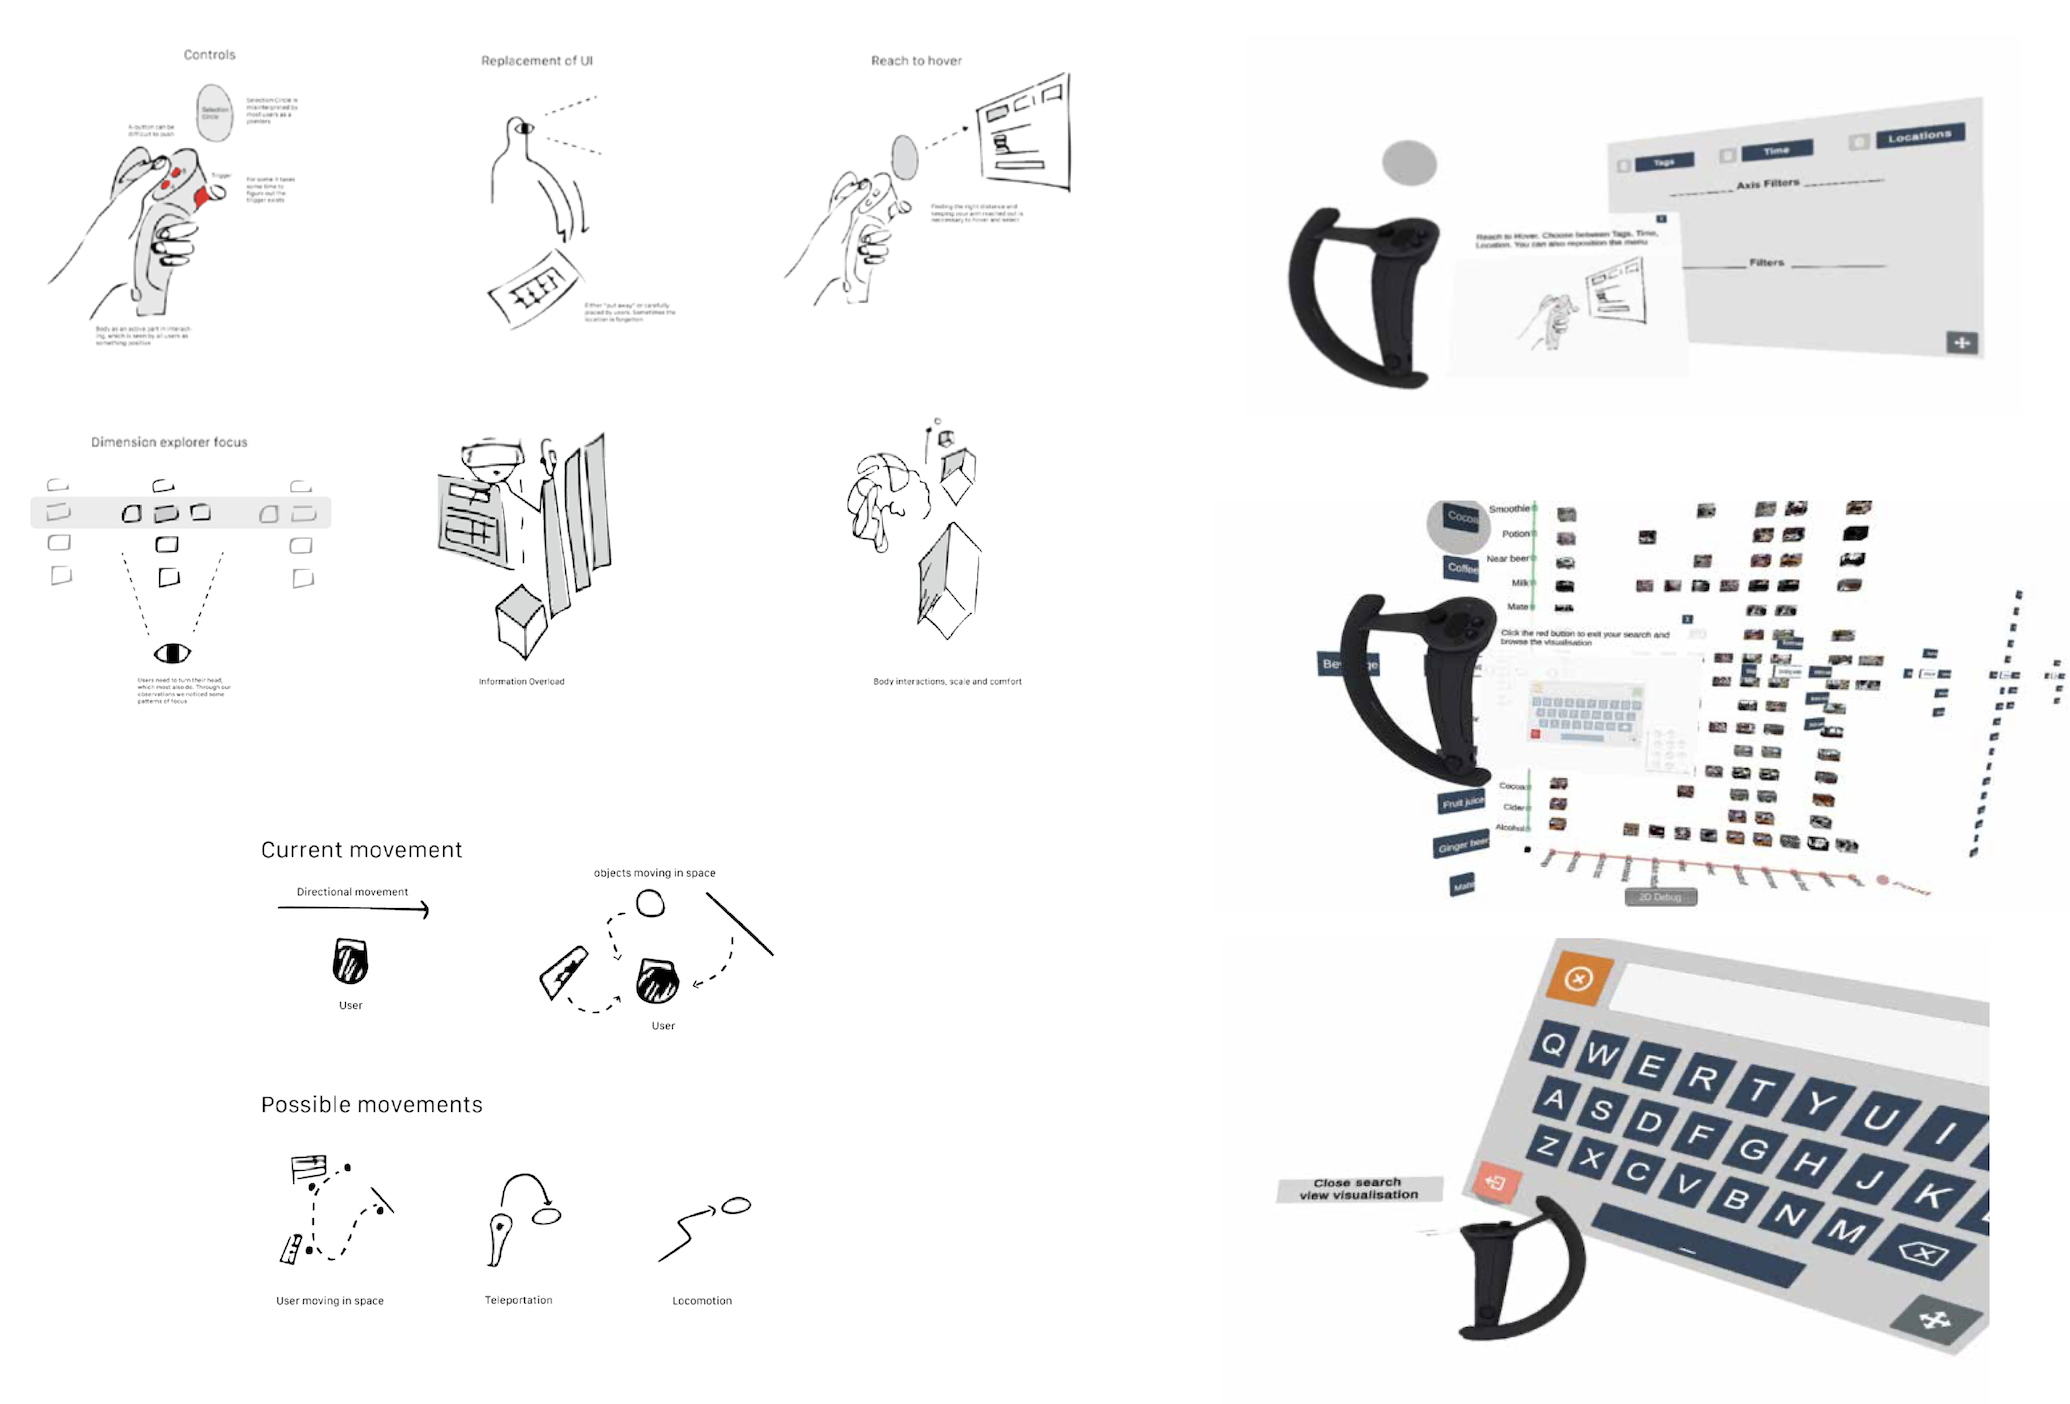 Controls
Selection
Circle
Selection Circle is
misinterpreted by
most users as a
pointers
A-button can be
difficult to push
Trigger
For some it takes
some time to
figure out the
trigger exists
Body as an active part in interact-
ing, which is seen by all users as
something positive
Replacement of UI
Either "put away" or carefully
placed by users. Sometimes the
location is forgotten
Reach to hover
Finding the right distance and
keeping your arm reached out is
neccessary to hover and select
Dimension explorer focus
Users need to turn their head,
which most also do. Through our
observations we noticed some
patterns of focus
Information Overload
Body interactions, scale and comfort
Current movement
Directional movement
User
objects moving in space
User
Possible movements
User moving in space
Teleportation
Locomotion
Tags
Time
Locations
Axis Filters
Reach to Hover. Choose between Tags, Time,
Location. You can also reposition the menu
Filters
Cocoa
Coffee
Smoothie
Potion
Near beer
Milk
Mate
Click the red button to exit your search and
browse the visualisation
Cocoa
Cider
Alcohol
Fruit juice
Ginger beer
Mate
Food
2D Debug
Q W E R T Y U I
A S D F G H J K
Z X C V B N M
Close search
view visualisation